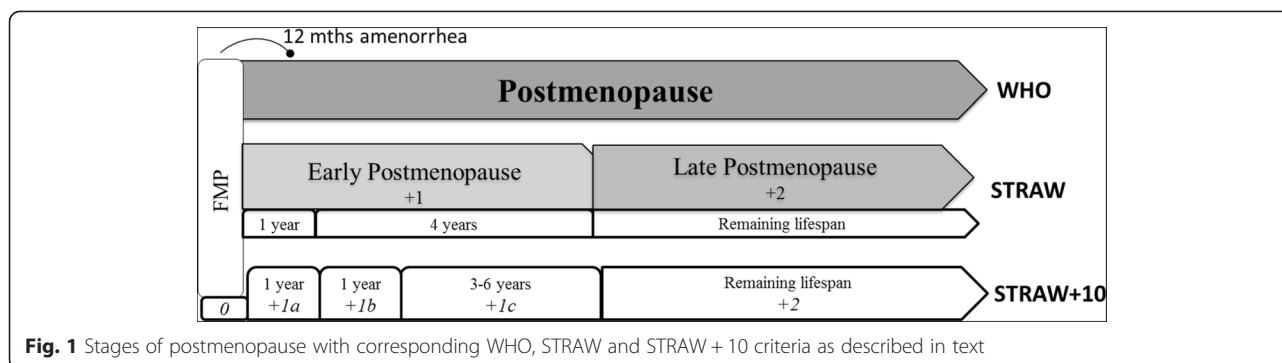 12 mths amenorrhea
Postmenopause
WHO
FMP
Early Postmenopause
+1
Late Postmenopause
+2
STRAW
1 year
4 years
Remaining lifespan
0
1 year
+1a
1 year
+1b
3-6 years
+1c
Remaining lifespan
+2
STRAW+10
Fig. 1 Stages of postmenopause with corresponding WHO, STRAW and STRAW + 10 criteria as described in text